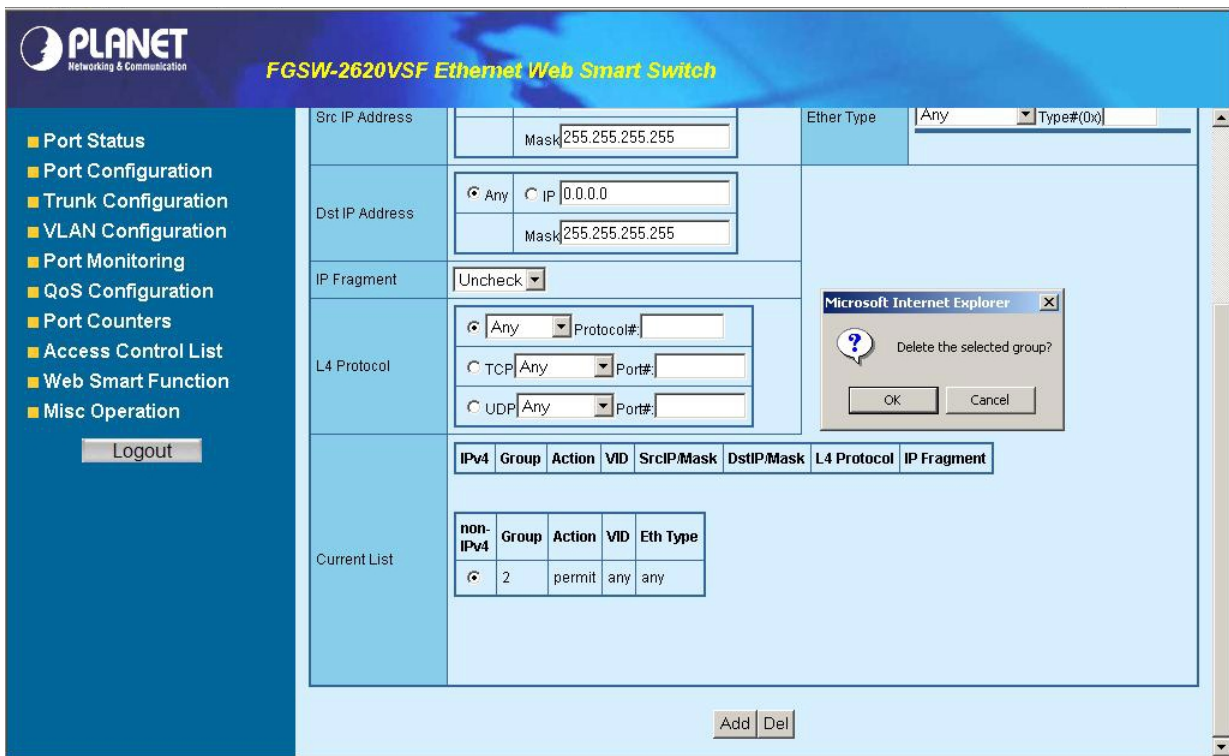 PLANET
Networking & Communication
FGSW-2620VSF Ethernet Web Smart Switch
Port Status
Port Configuration
Trunk Configuration
VLAN Configuration
Port Monitoring
QoS Configuration
Port Counters
Access Control List
Web Smart Function
Misc Operation
Logout
Src IP Address
Mask 255.255.255.255
Ether Type
Any Type#(0x)
Dst IP Address
Any IP 0.0.0.0
Mask 255.255.255.255
IP Fragment
Uncheck
L4 Protocol
Any Protocol#:
TCP Any Port#:
UDP Any Port#:
Microsoft Internet Explorer
Delete the selected group?
OK Cancel
Current List
IPv4 Group Action VID SrcIP/Mask DstIP/Mask L4 Protocol IP Fragment
non-IPv4 Group Action VID Eth Type
2 permit any any
Add Del